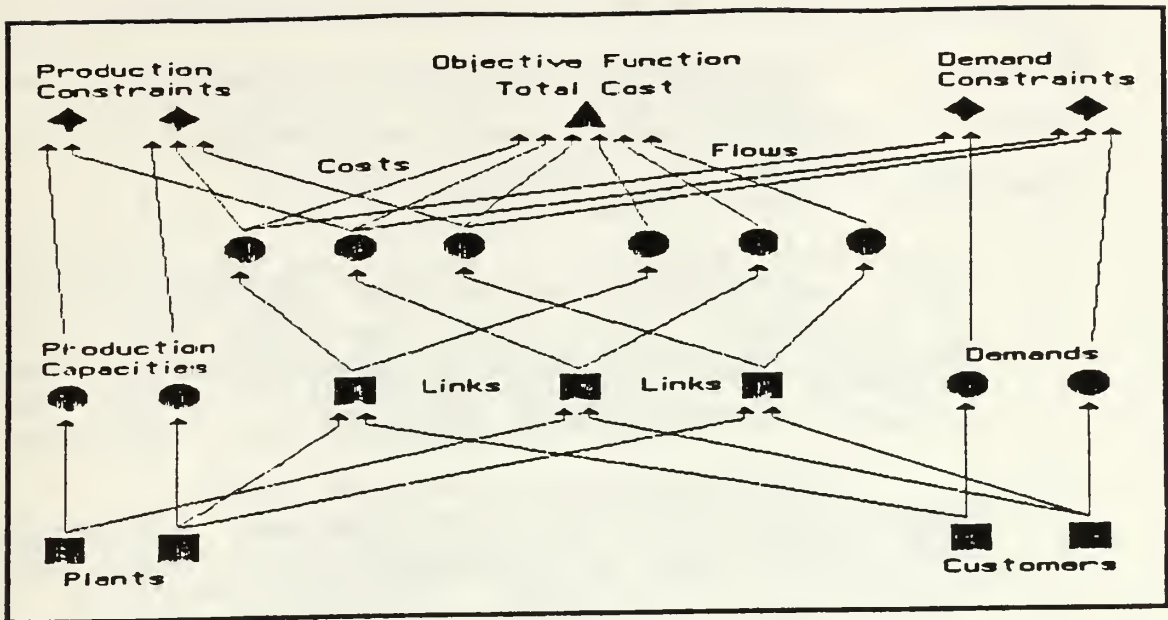 Production
Constraints
Objective Function
Total Cost
Demand
Constraints
Costs
Flows
Production
Capacities
Links
Links
Demands
Plants
Customers